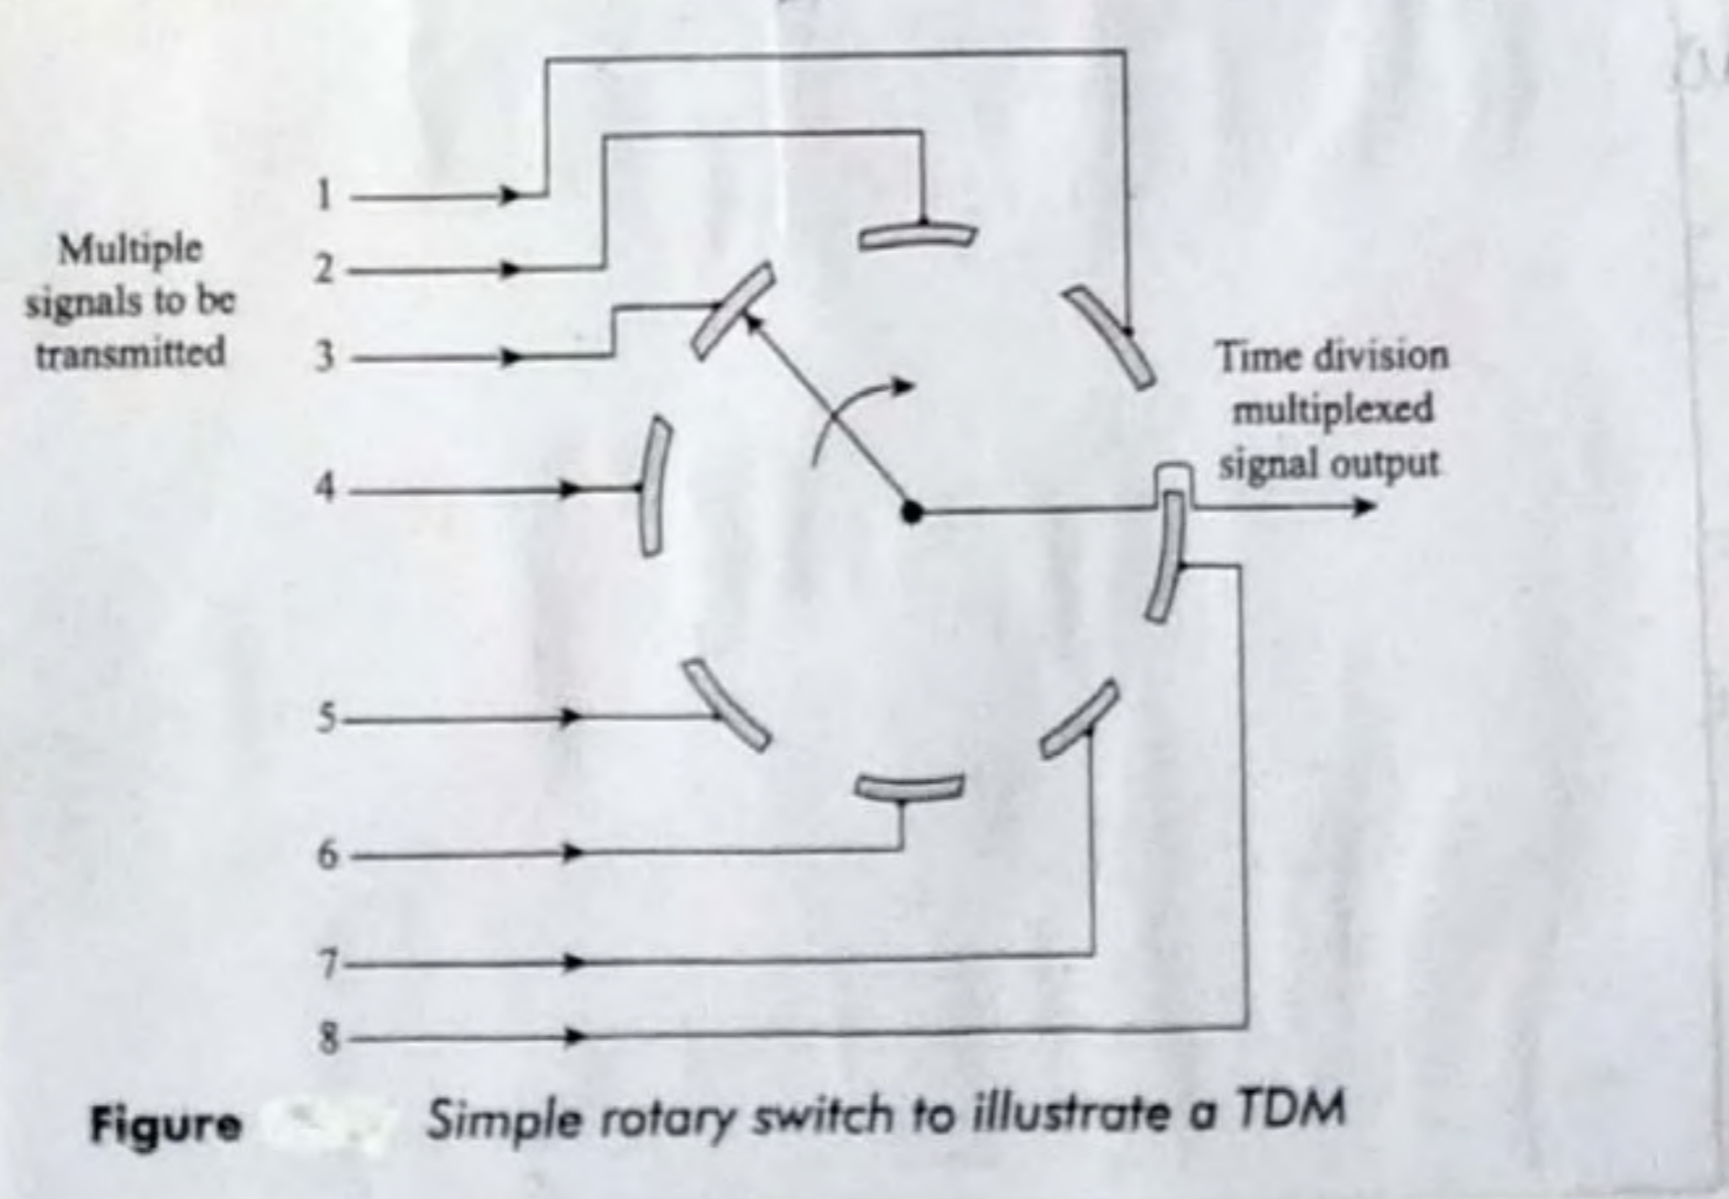 1
Multiple
signals to be
transmitted
2
3
Time division
multiplexed
signal output
4
5
6
7
8
Figure Simple rotary switch to illustrate a TDM